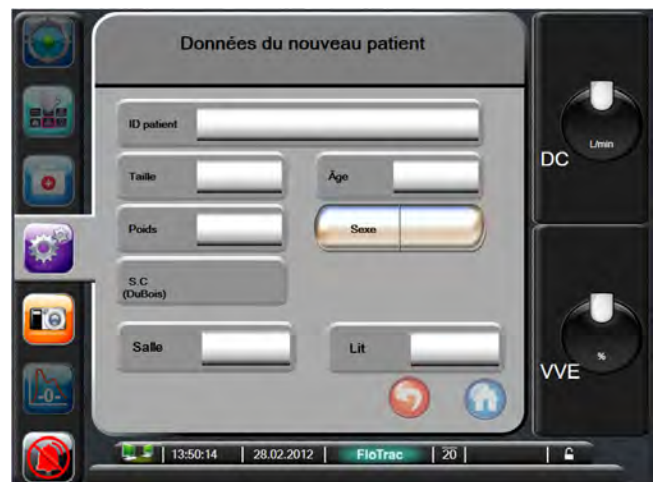 Données du nouveau patient
ID patient
Taille
Âge
Poids
Sexe
S.C
(DuBois)
Salle
Lit
L/min
DC
%
VVE
-0-
13:50:14 | 28.02.2012 | FloTrac | 20 |